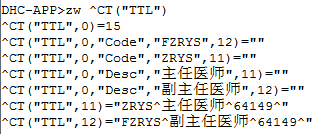 DHC-APP>zw ^CT("TTL")
^CT("TTL",0)=15
^CT("TTL",0,"Code","FZRYS",12)=""
^CT("TTL",0,"Code","ZRYS",11)=""
^CT("TTL",0,"Desc","主任医师",11)=""
^CT("TTL",0,"Desc","副主任医师",12)=""
^CT("TTL",11)="ZRYS^主任医师^64149^"
^CT("TTL",12)="FZRYS^副主任医师^64149^"